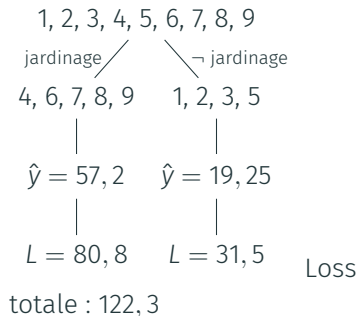 1, 2, 3, 4, 5, 6, 7, 8, 9
jardinage ¬ jardinage
4, 6, 7, 8, 9 1, 2, 3, 5
ŷ = 57, 2 ŷ = 19, 25
L = 80, 8 L = 31, 5
Loss
totale : 122, 3